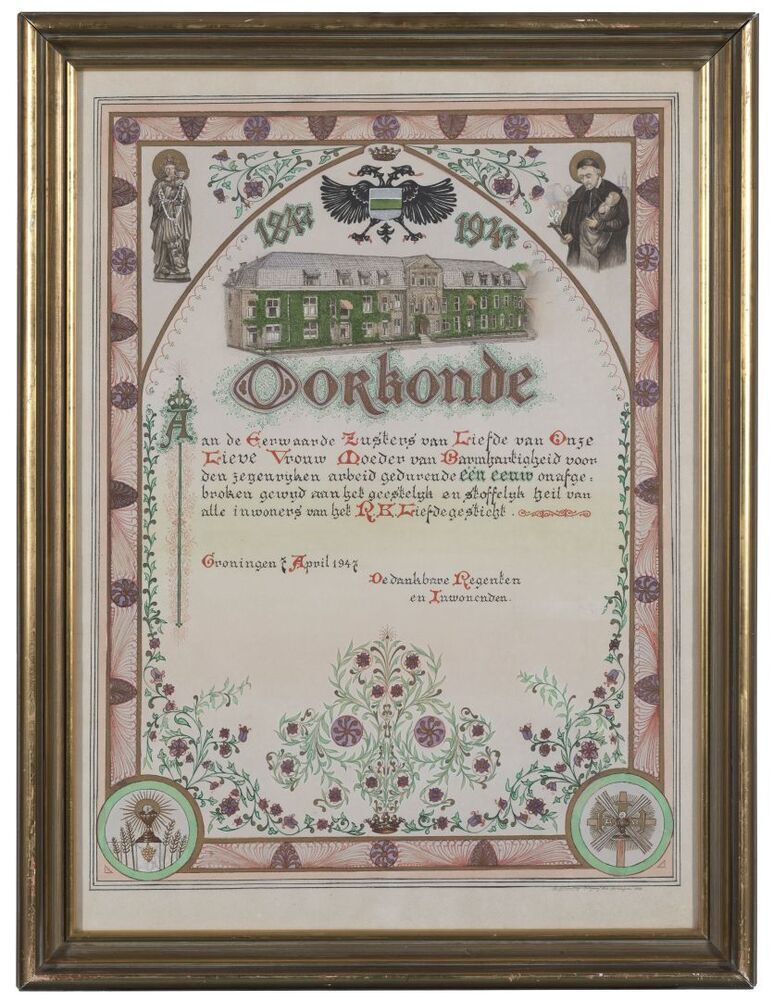 1847 1947
Oorkonde
Aan de Eerwaarde Zusters van Liefde van Onze
Lieve Vrouw Moeder van Barmhartigheid voor
den zegenrijken arbeid gedurende één eeuw onafge-
broken gewijd aan het geestelijk en stoffelijk heil van
alle inwoners van het R.K. Liefdegesticht.
Groningen 7 April 1947
De dankbare Regenten
en Inwonenden.